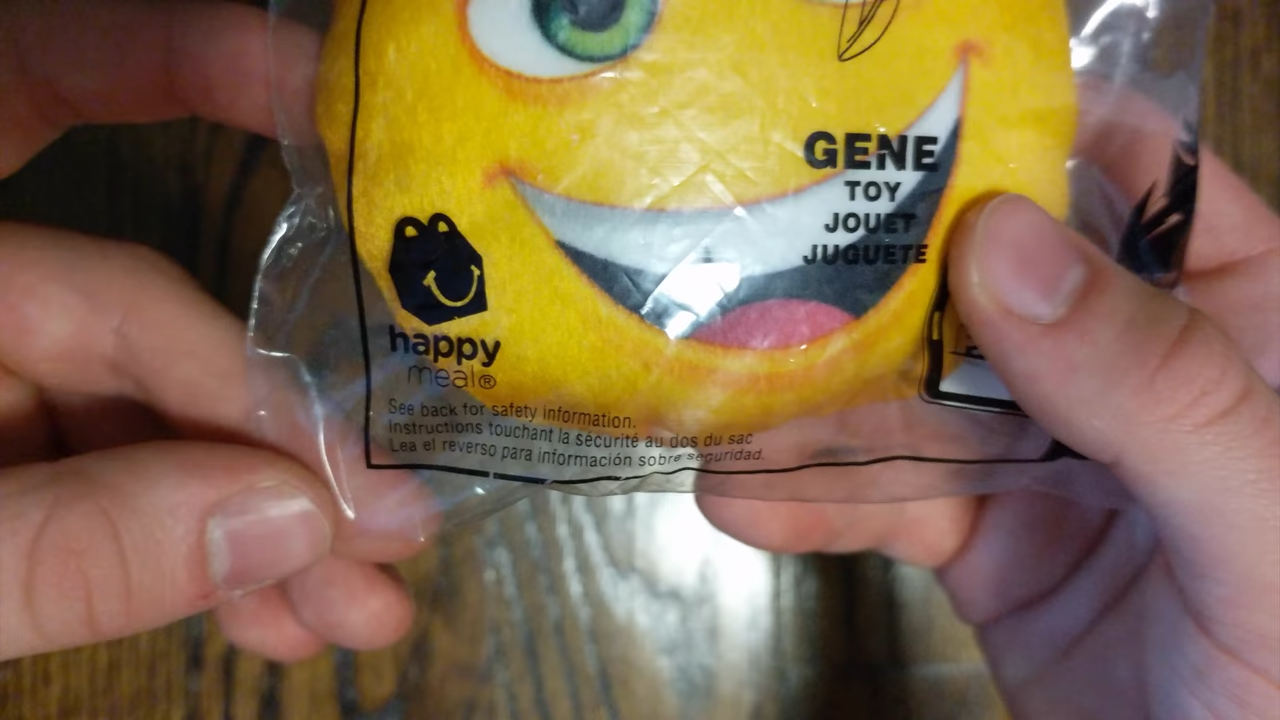 GENE
TOY
JOUET
JUGUETE
happy
meal®
See back for safety information.
Instructions touchant la sécurité au dos du sac
Lea el reverso para información sobre seguridad.